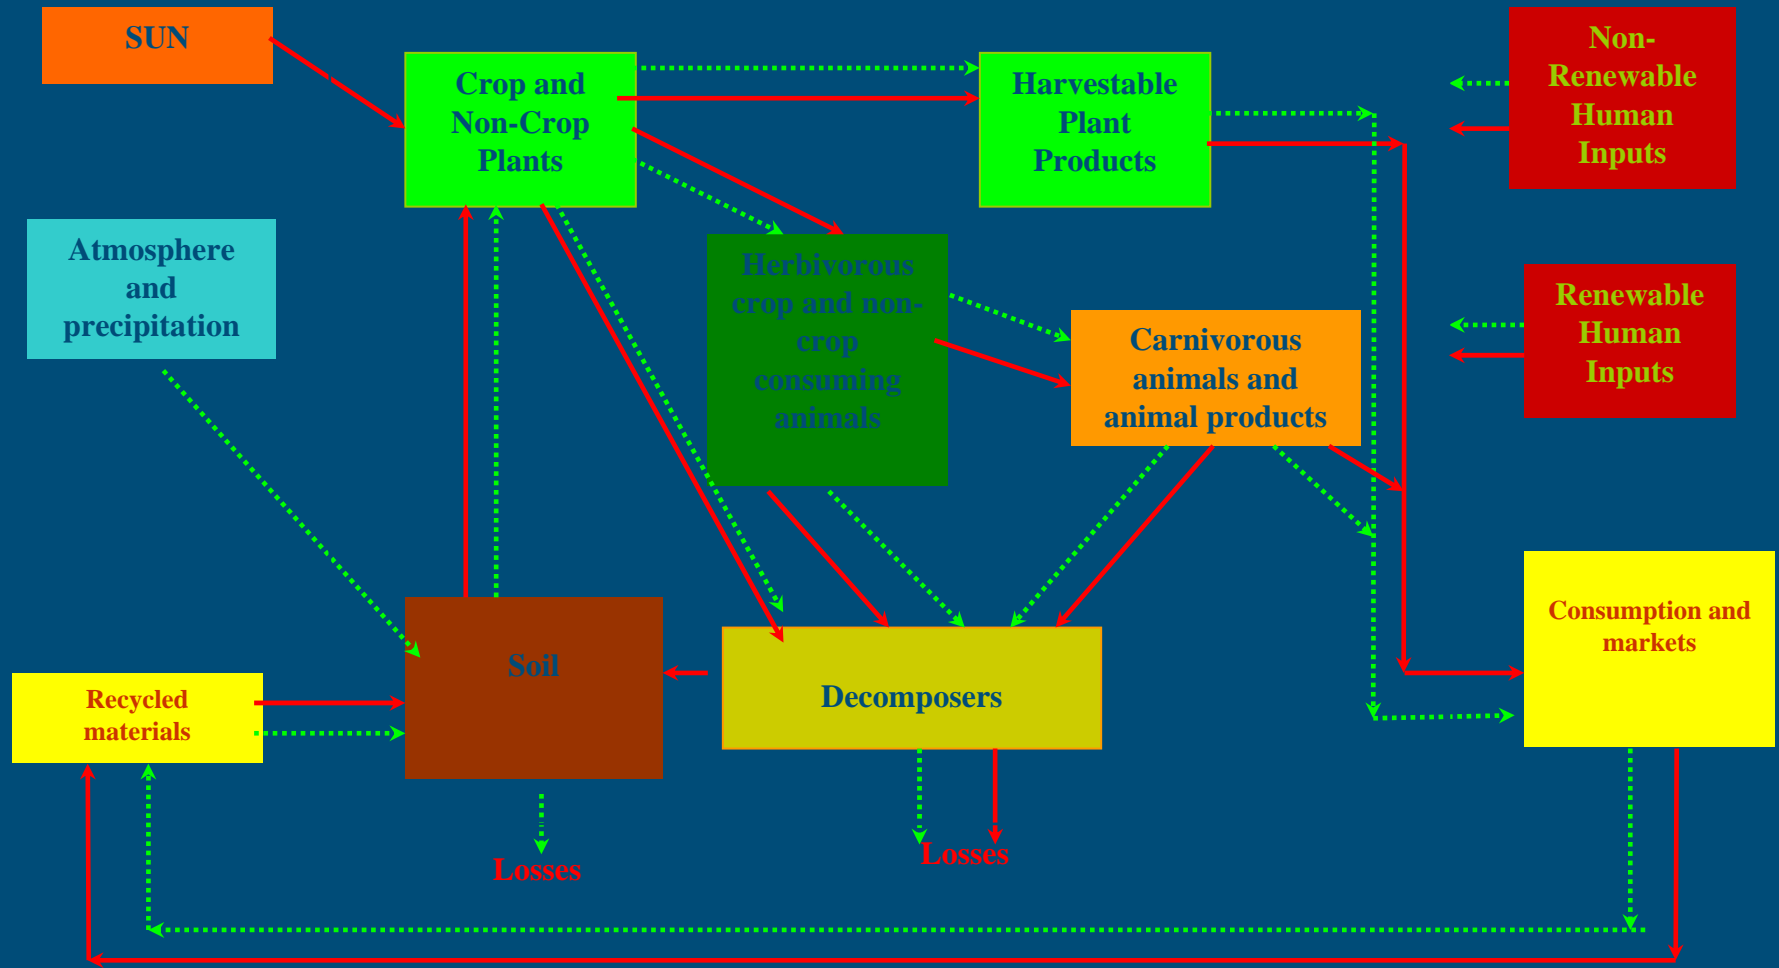 SUN
Crop and
Non-Crop
Plants
Harvestable
Plant
Products
Non-
Renewable
Human
Inputs
Atmosphere
and
precipitation
Herbivorous
crop and non-
crop
consuming
animals
Carnivorous
animals and
animal products
Renewable
Human
Inputs
Consumption and
markets
Soil
Decomposers
Recycled
materials
Losses
Losses